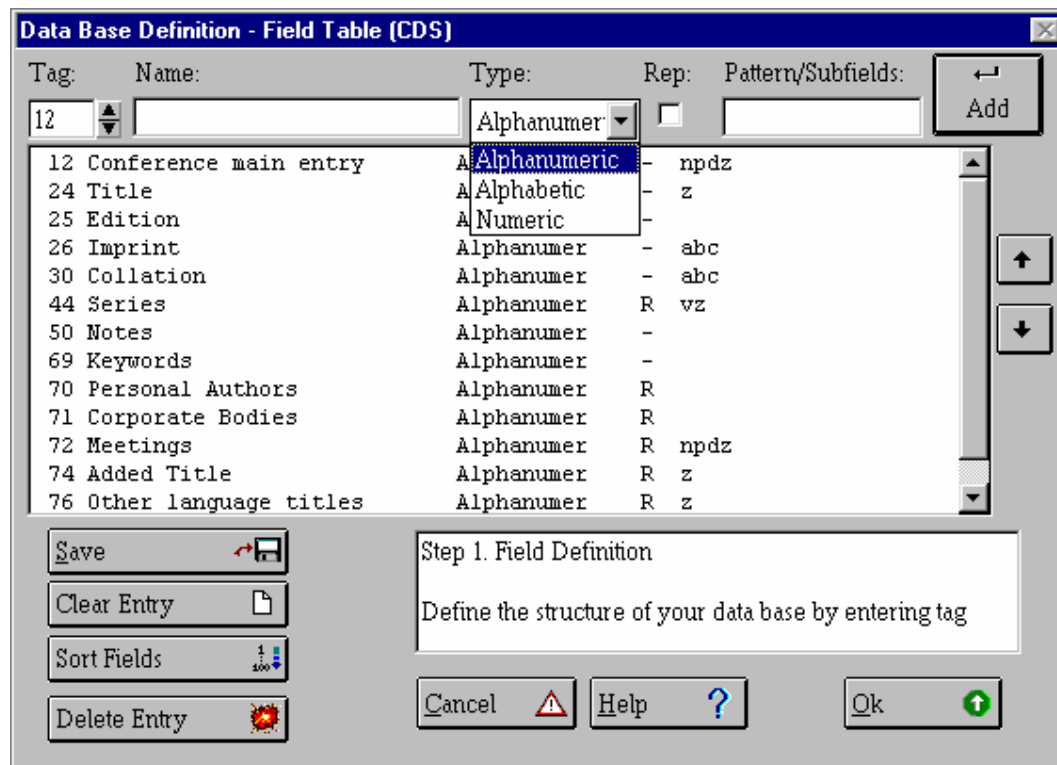 Data Base Definition - Field Table (CDS)
Tag: Name: Type: Rep: Pattern/Subfields:
Add
12 Alphanumer
Alphanumeric
Alphabetic
Numeric
12 Conference main entry A - npdz
24 Title A - z
25 Edition A -
26 Imprint Alphanumer - abc
30 Collation Alphanumer - abc
44 Series Alphanumer R vz
50 Notes Alphanumer -
69 Keywords Alphanumer -
70 Personal Authors Alphanumer R
71 Corporate Bodies Alphanumer R
72 Meetings Alphanumer R npdz
74 Added Title Alphanumer R z
76 Other language titles Alphanumer R z
Save
Clear Entry
Sort Fields
Delete Entry
Step 1. Field Definition
Define the structure of your data base by entering tag
Cancel Help ? Ok